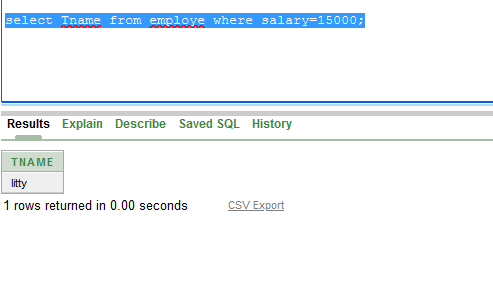 select Tname from employe where salary=15000;
Results Explain Describe Saved SQL History
TNAME
litty
1 rows returned in 0.00 seconds CSV Export